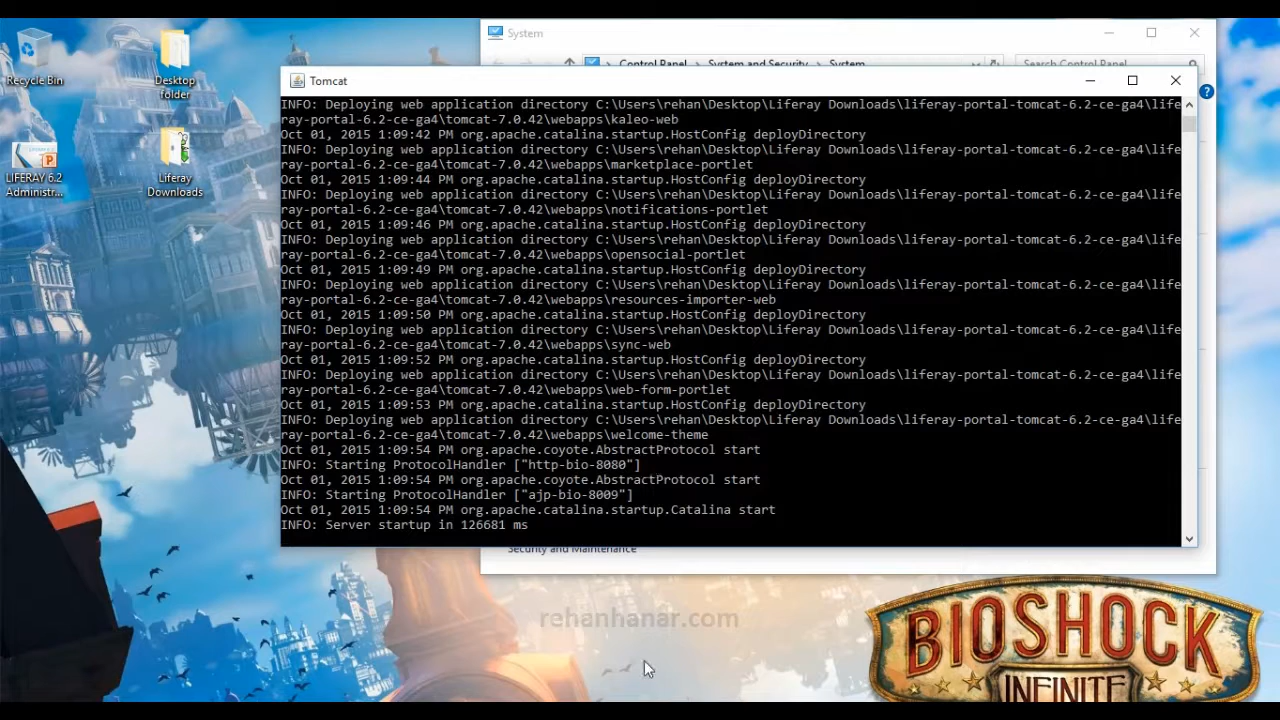 System
Control Panel > System and Security > System
Search Control Panel
Recycle Bin
Desktop
folder
LIFERAY 6.2
Administr...
Liferay
Downloads
Tomcat
INFO: Deploying web application directory C:\Users\rehan\Desktop\Liferay Downloads\liferay-portal-tomcat-6.2-ce-ga4\life
ray-portal-6.2-ce-ga4\tomcat-7.0.42\webapps\kaleo-web
Oct 01, 2015 1:09:42 PM org.apache.catalina.startup.HostConfig deployDirectory
INFO: Deploying web application directory C:\Users\rehan\Desktop\Liferay Downloads\liferay-portal-tomcat-6.2-ce-ga4\life
ray-portal-6.2-ce-ga4\tomcat-7.0.42\webapps\marketplace-portlet
Oct 01, 2015 1:09:44 PM org.apache.catalina.startup.HostConfig deployDirectory
INFO: Deploying web application directory C:\Users\rehan\Desktop\Liferay Downloads\liferay-portal-tomcat-6.2-ce-ga4\life
ray-portal-6.2-ce-ga4\tomcat-7.0.42\webapps\notifications-portlet
Oct 01, 2015 1:09:46 PM org.apache.catalina.startup.HostConfig deployDirectory
INFO: Deploying web application directory C:\Users\rehan\Desktop\Liferay Downloads\liferay-portal-tomcat-6.2-ce-ga4\life
ray-portal-6.2-ce-ga4\tomcat-7.0.42\webapps\opensocial-portlet
Oct 01, 2015 1:09:49 PM org.apache.catalina.startup.HostConfig deployDirectory
INFO: Deploying web application directory C:\Users\rehan\Desktop\Liferay Downloads\liferay-portal-tomcat-6.2-ce-ga4\life
ray-portal-6.2-ce-ga4\tomcat-7.0.42\webapps\resources-importer-web
Oct 01, 2015 1:09:50 PM org.apache.catalina.startup.HostConfig deployDirectory
INFO: Deploying web application directory C:\Users\rehan\Desktop\Liferay Downloads\liferay-portal-tomcat-6.2-ce-ga4\life
ray-portal-6.2-ce-ga4\tomcat-7.0.42\webapps\sync-web
Oct 01, 2015 1:09:52 PM org.apache.catalina.startup.HostConfig deployDirectory
INFO: Deploying web application directory C:\Users\rehan\Desktop\Liferay Downloads\liferay-portal-tomcat-6.2-ce-ga4\life
ray-portal-6.2-ce-ga4\tomcat-7.0.42\webapps\web-form-portlet
Oct 01, 2015 1:09:53 PM org.apache.catalina.startup.HostConfig deployDirectory
INFO: Deploying web application directory C:\Users\rehan\Desktop\Liferay Downloads\liferay-portal-tomcat-6.2-ce-ga4\life
ray-portal-6.2-ce-ga4\tomcat-7.0.42\webapps\welcome-theme
Oct 01, 2015 1:09:54 PM org.apache.coyote.AbstractProtocol start
INFO: Starting ProtocolHandler ["http-bio-8080"]
Oct 01, 2015 1:09:54 PM org.apache.coyote.AbstractProtocol start
INFO: Starting ProtocolHandler ["ajp-bio-8009"]
Oct 01, 2015 1:09:54 PM org.apache.catalina.startup.Catalina start
INFO: Server startup in 126681 ms
Security and Maintenance
rehanhanar.com
BIOSHOCK
INFINITE